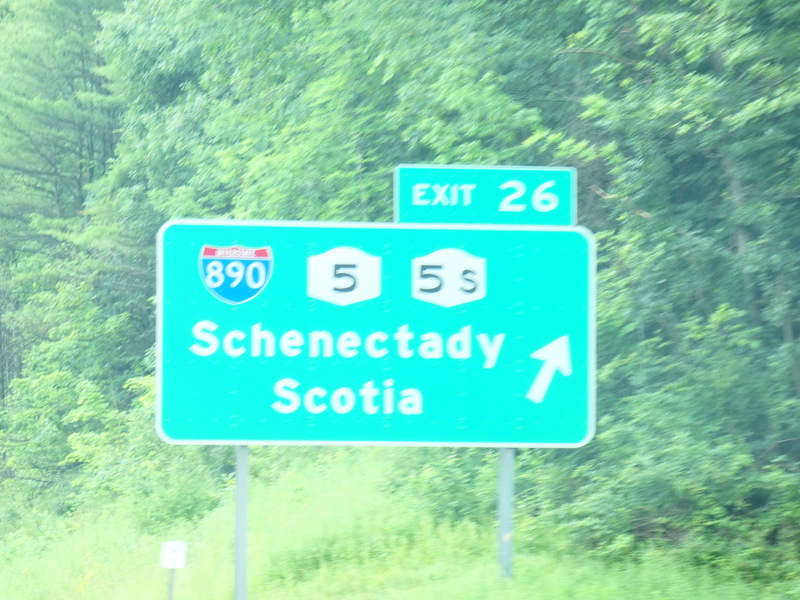 EXIT 26
890 5 5S
Schenectady
Scotia